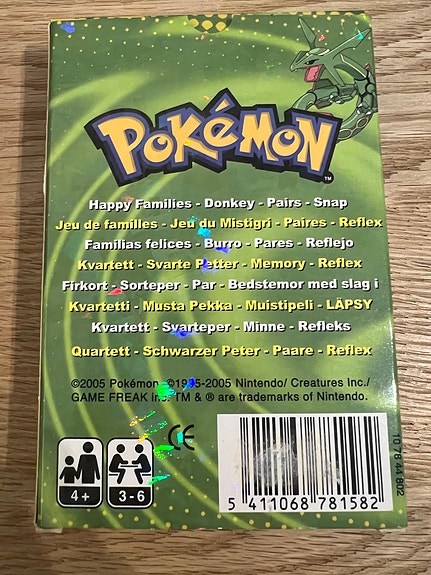 POKéMON™
Happy Families - Donkey - Pairs - Snap
Jeu de familles - Jeu du Mistigri - Paires - Reflex
Famílias felices - Burro - Pares - Reflejo
Kvartett - Svarte Petter - Memory - Reflex
Firkort - Sorteper - Par - Bedstemor med slag i
Kvartetti - Musta Pekka - Muistipeli - LÄPSY
Kvartett - Svarteper - Minne - Refleks
Quartett - Schwarzer Peter - Paare - Reflex
©2005 Pokémon. ©1995-2005 Nintendo/ Creatures Inc./
GAME FREAK inc. TM & ® are trademarks of Nintendo.
CE
4+
3-6
5 411068 781582
10 78 44 802